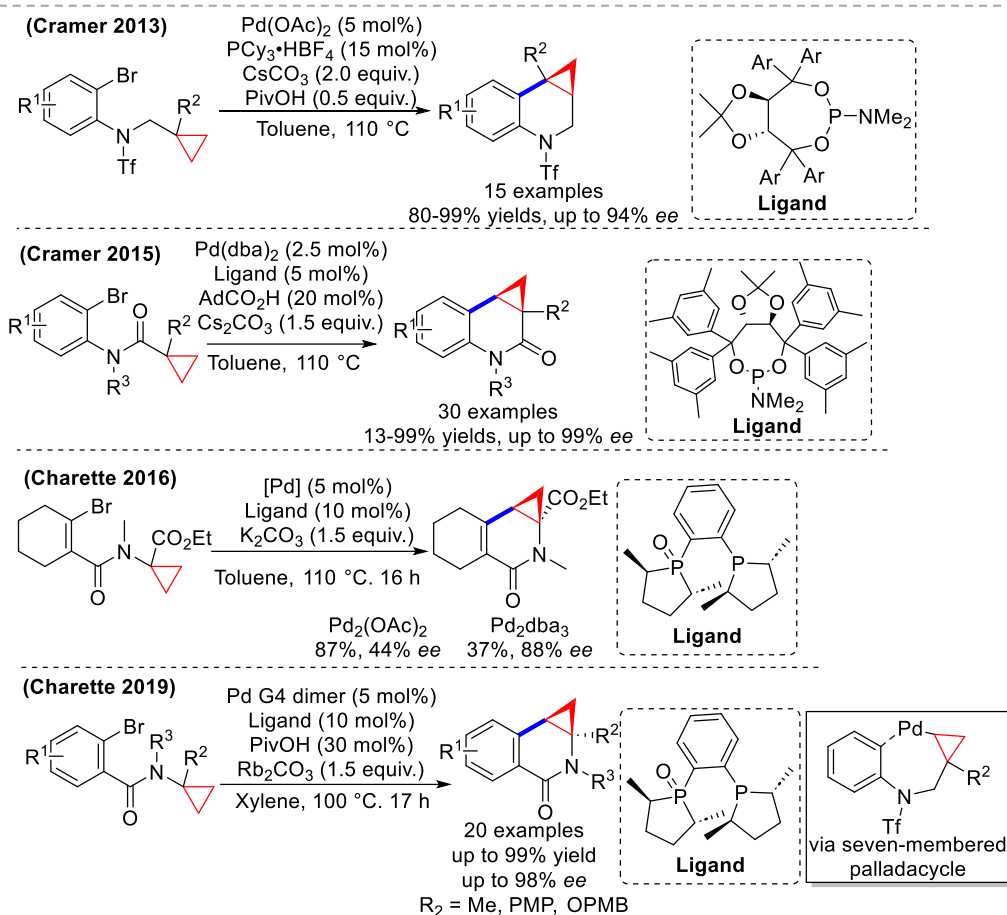 (Cramer 2013)
Br
R1
N
Tf
R2
Pd(OAc)2 (5 mol%)
PCy3•HBF4 (15 mol%)
CsCO3 (2.0 equiv.)
PivOH (0.5 equiv.)
Toluene, 110 °C
R2
R1
N
Tf
15 examples
80-99% yields, up to 94% ee
Ar Ar
O
O
O
P NMe2
O
Ar Ar
Ligand
(Cramer 2015)
Br
O
R1
N
R2
R3
Pd(dba)2 (2.5 mol%)
Ligand (5 mol%)
AdCO2H (20 mol%)
Cs2CO3 (1.5 equiv.)
Toluene, 110 °C
R1
R2
N
O
R3
30 examples
13-99% yields, up to 99% ee
O O
O P O
NMe2
Ligand
(Charette 2016)
Br
CO2Et
N
O
[Pd] (5 mol%)
Ligand (10 mol%)
K2CO3 (1.5 equiv.)
Toluene, 110 °C. 16 h
CO2Et
N
O
Pd2(OAc)2
87%, 44% ee
Pd2dba3
37%, 88% ee
O
P P
Ligand
(Charette 2019)
Br
R3
R1
N
R2
O
Pd G4 dimer (5 mol%)
Ligand (10 mol%)
PivOH (30 mol%)
Rb2CO3 (1.5 equiv.)
Xylene, 100 °C. 17 h
R1
R2
N
R3
O
20 examples
up to 99% yield
up to 98% ee
R2 = Me, PMP, OPMB
O
P P
Ligand
Pd
R2
N
Tf
via seven-membered
palladacycle